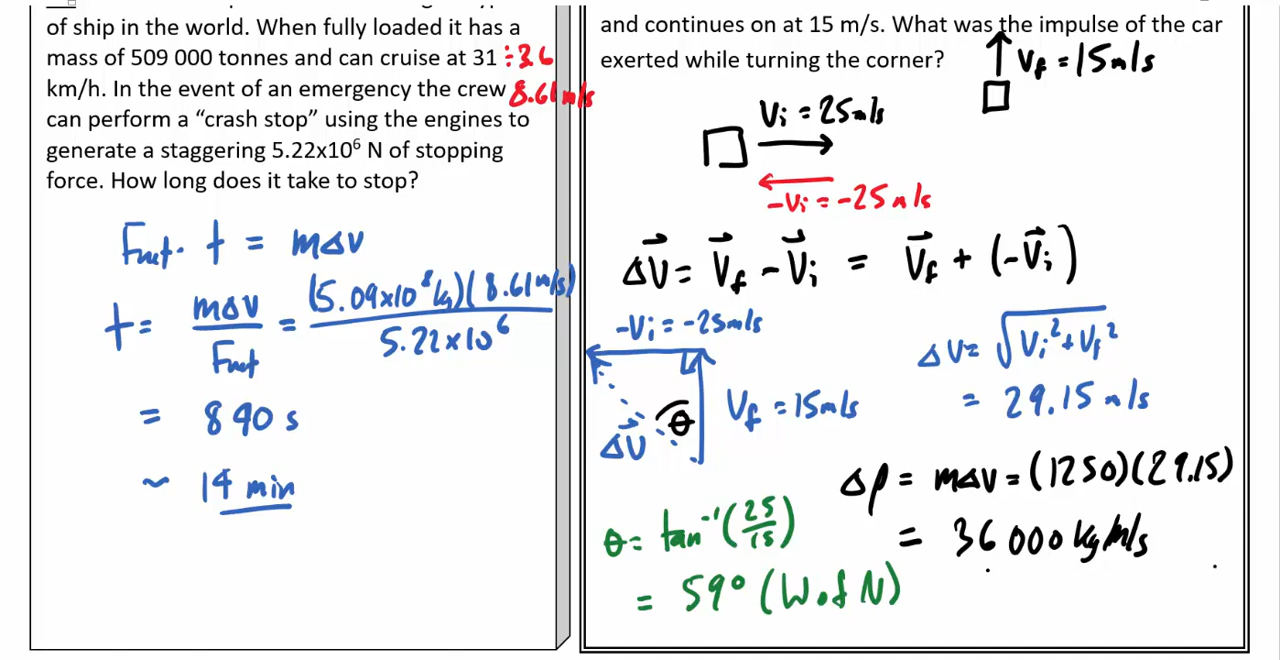 of ship in the world. When fully loaded it has a
mass of 509 000 tonnes and can cruise at 31 ÷3.6
km/h. In the event of an emergency the crew 8.61 m/s
can perform a “crash stop” using the engines to
generate a staggering 5.22x10⁶ N of stopping
force. How long does it take to stop?
Fnet · t = mΔv
t = mΔv / Fnet = (5.09x10⁸ kg)(8.61 m/s) / 5.22x10⁶
= 840 s
~ 14 min
and continues on at 15 m/s. What was the impulse of the car
exerted while turning the corner?
Vf = 15 m/s
Vi = 25 m/s
-Vi = -25 m/s
ΔV = Vf - Vi = Vf + (-Vi)
-Vi = -25 m/s
Vf = 15 m/s
θ
ΔV
ΔV = √Vi² + Vf²
= 29.15 m/s
Δp = mΔv = (1250)(29.15)
= 36 000 kg m/s
θ = tan⁻¹(25/15)
= 59° (W of N)